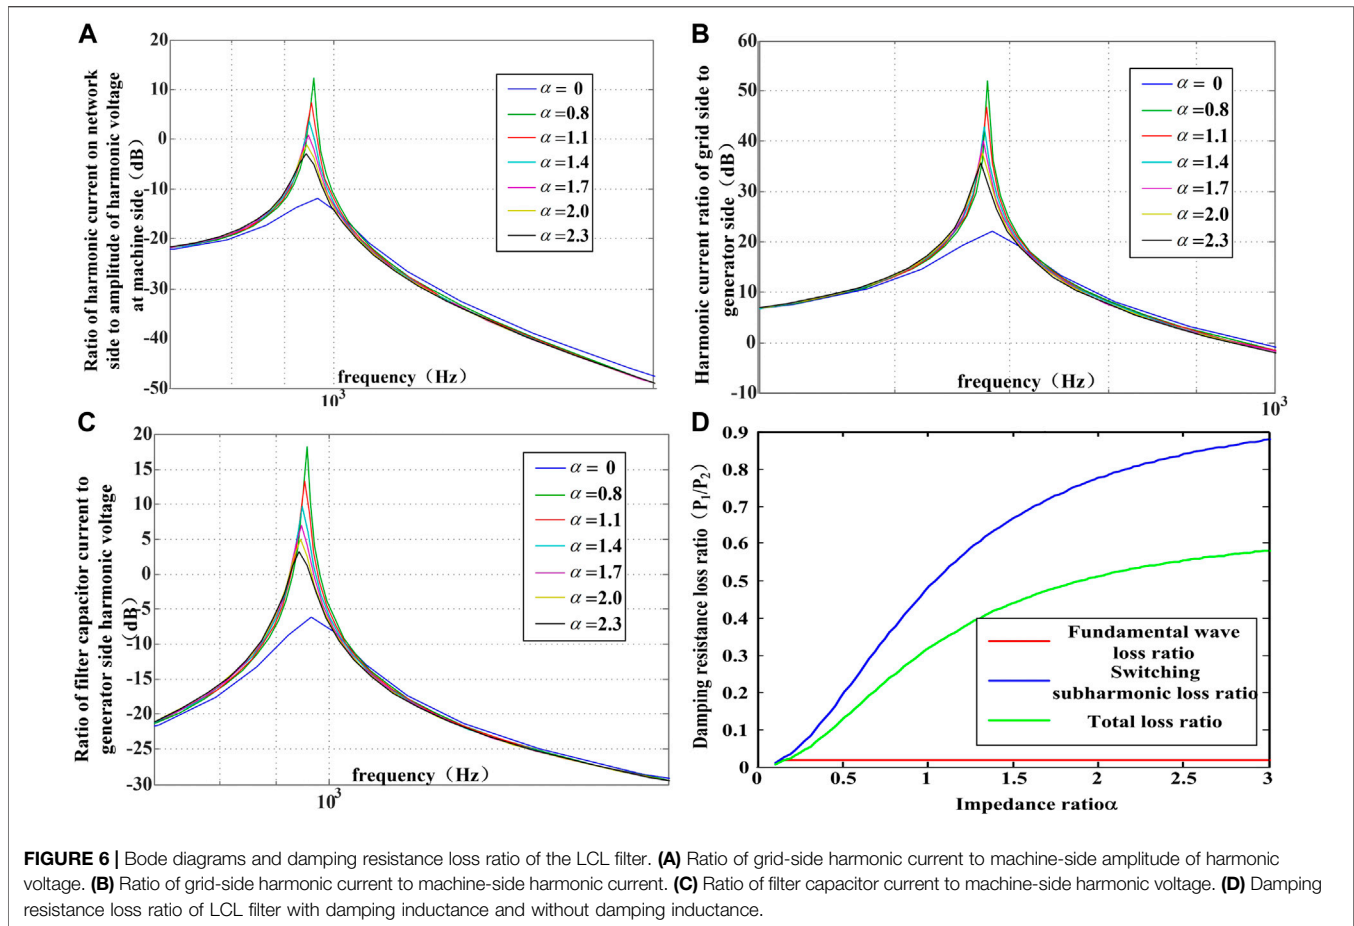 A
Ratio of harmonic current on network
side to amplitude of harmonic voltage
at machine side (dB)
20
10
0
-10
-20
-30
-40
-50
frequency (Hz)
10³
α = 0
α =0.8
α =1.1
α =1.4
α =1.7
α =2.0
α =2.3
B
Harmonic current ratio of grid side to
generator side (dB)
60
50
40
30
20
10
0
-10
frequency (Hz)
10³
α = 0
α =0.8
α =1.1
α =1.4
α =1.7
α =2.0
α =2.3
C
Ratio of filter capacitor current to
generator side harmonic voltage
(dB)
20
15
10
5
0
-5
-10
-15
-20
-25
-30
frequency (Hz)
10³
α = 0
α =0.8
α =1.1
α =1.4
α =1.7
α =2.0
α =2.3
D
Damping resistance loss ratio (P₁/P₂)
0.9
0.8
0.7
0.6
0.5
0.4
0.3
0.2
0.1
0
0.5
1
1.5
2
2.5
3
Impedance ratioα
Fundamental wave
loss ratio
Switching
subharmonic loss ratio
Total loss ratio
FIGURE 6 | Bode diagrams and damping resistance loss ratio of the LCL filter. (A) Ratio of grid-side harmonic current to machine-side amplitude of harmonic
voltage. (B) Ratio of grid-side harmonic current to machine-side harmonic current. (C) Ratio of filter capacitor current to machine-side harmonic voltage. (D) Damping
resistance loss ratio of LCL filter with damping inductance and without damping inductance.